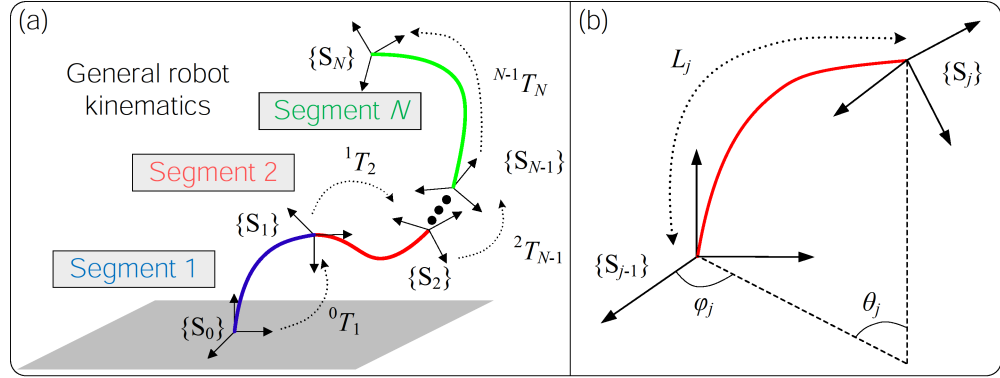 (a)
General robot
kinematics
{S_N}
^{N-1}T_N
Segment N
{S_{N-1}}
Segment 2
^1T_2
{S_1}
{S_2}
^2T_{N-1}
Segment 1
{S_0}
^0T_1
(b)
L_j
{S_j}
{S_{j-1}}
φ_j
θ_j